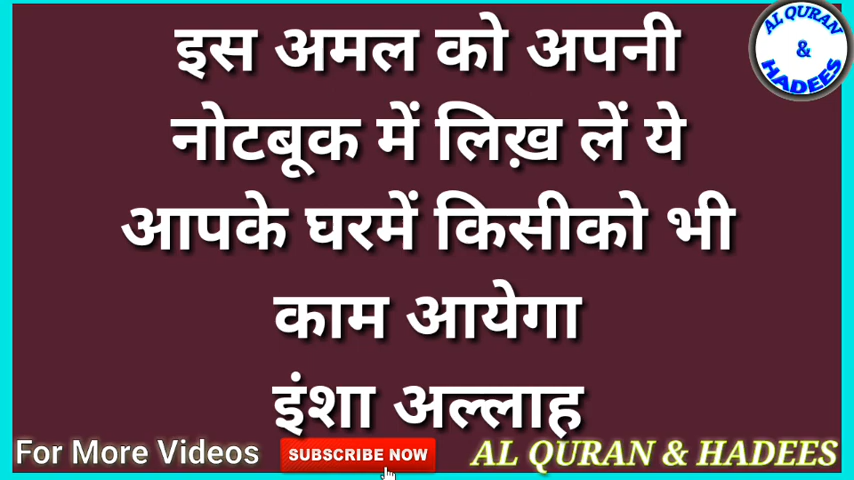 इस अमल को अपनी
नोटबूक में लिख़ लें ये
आपके घरमें किसीको भी
काम आयेगा
इंशा अल्लाह
AL QURAN
&
HADEES
For More Videos
SUBSCRIBE NOW
AL QURAN & HADEES